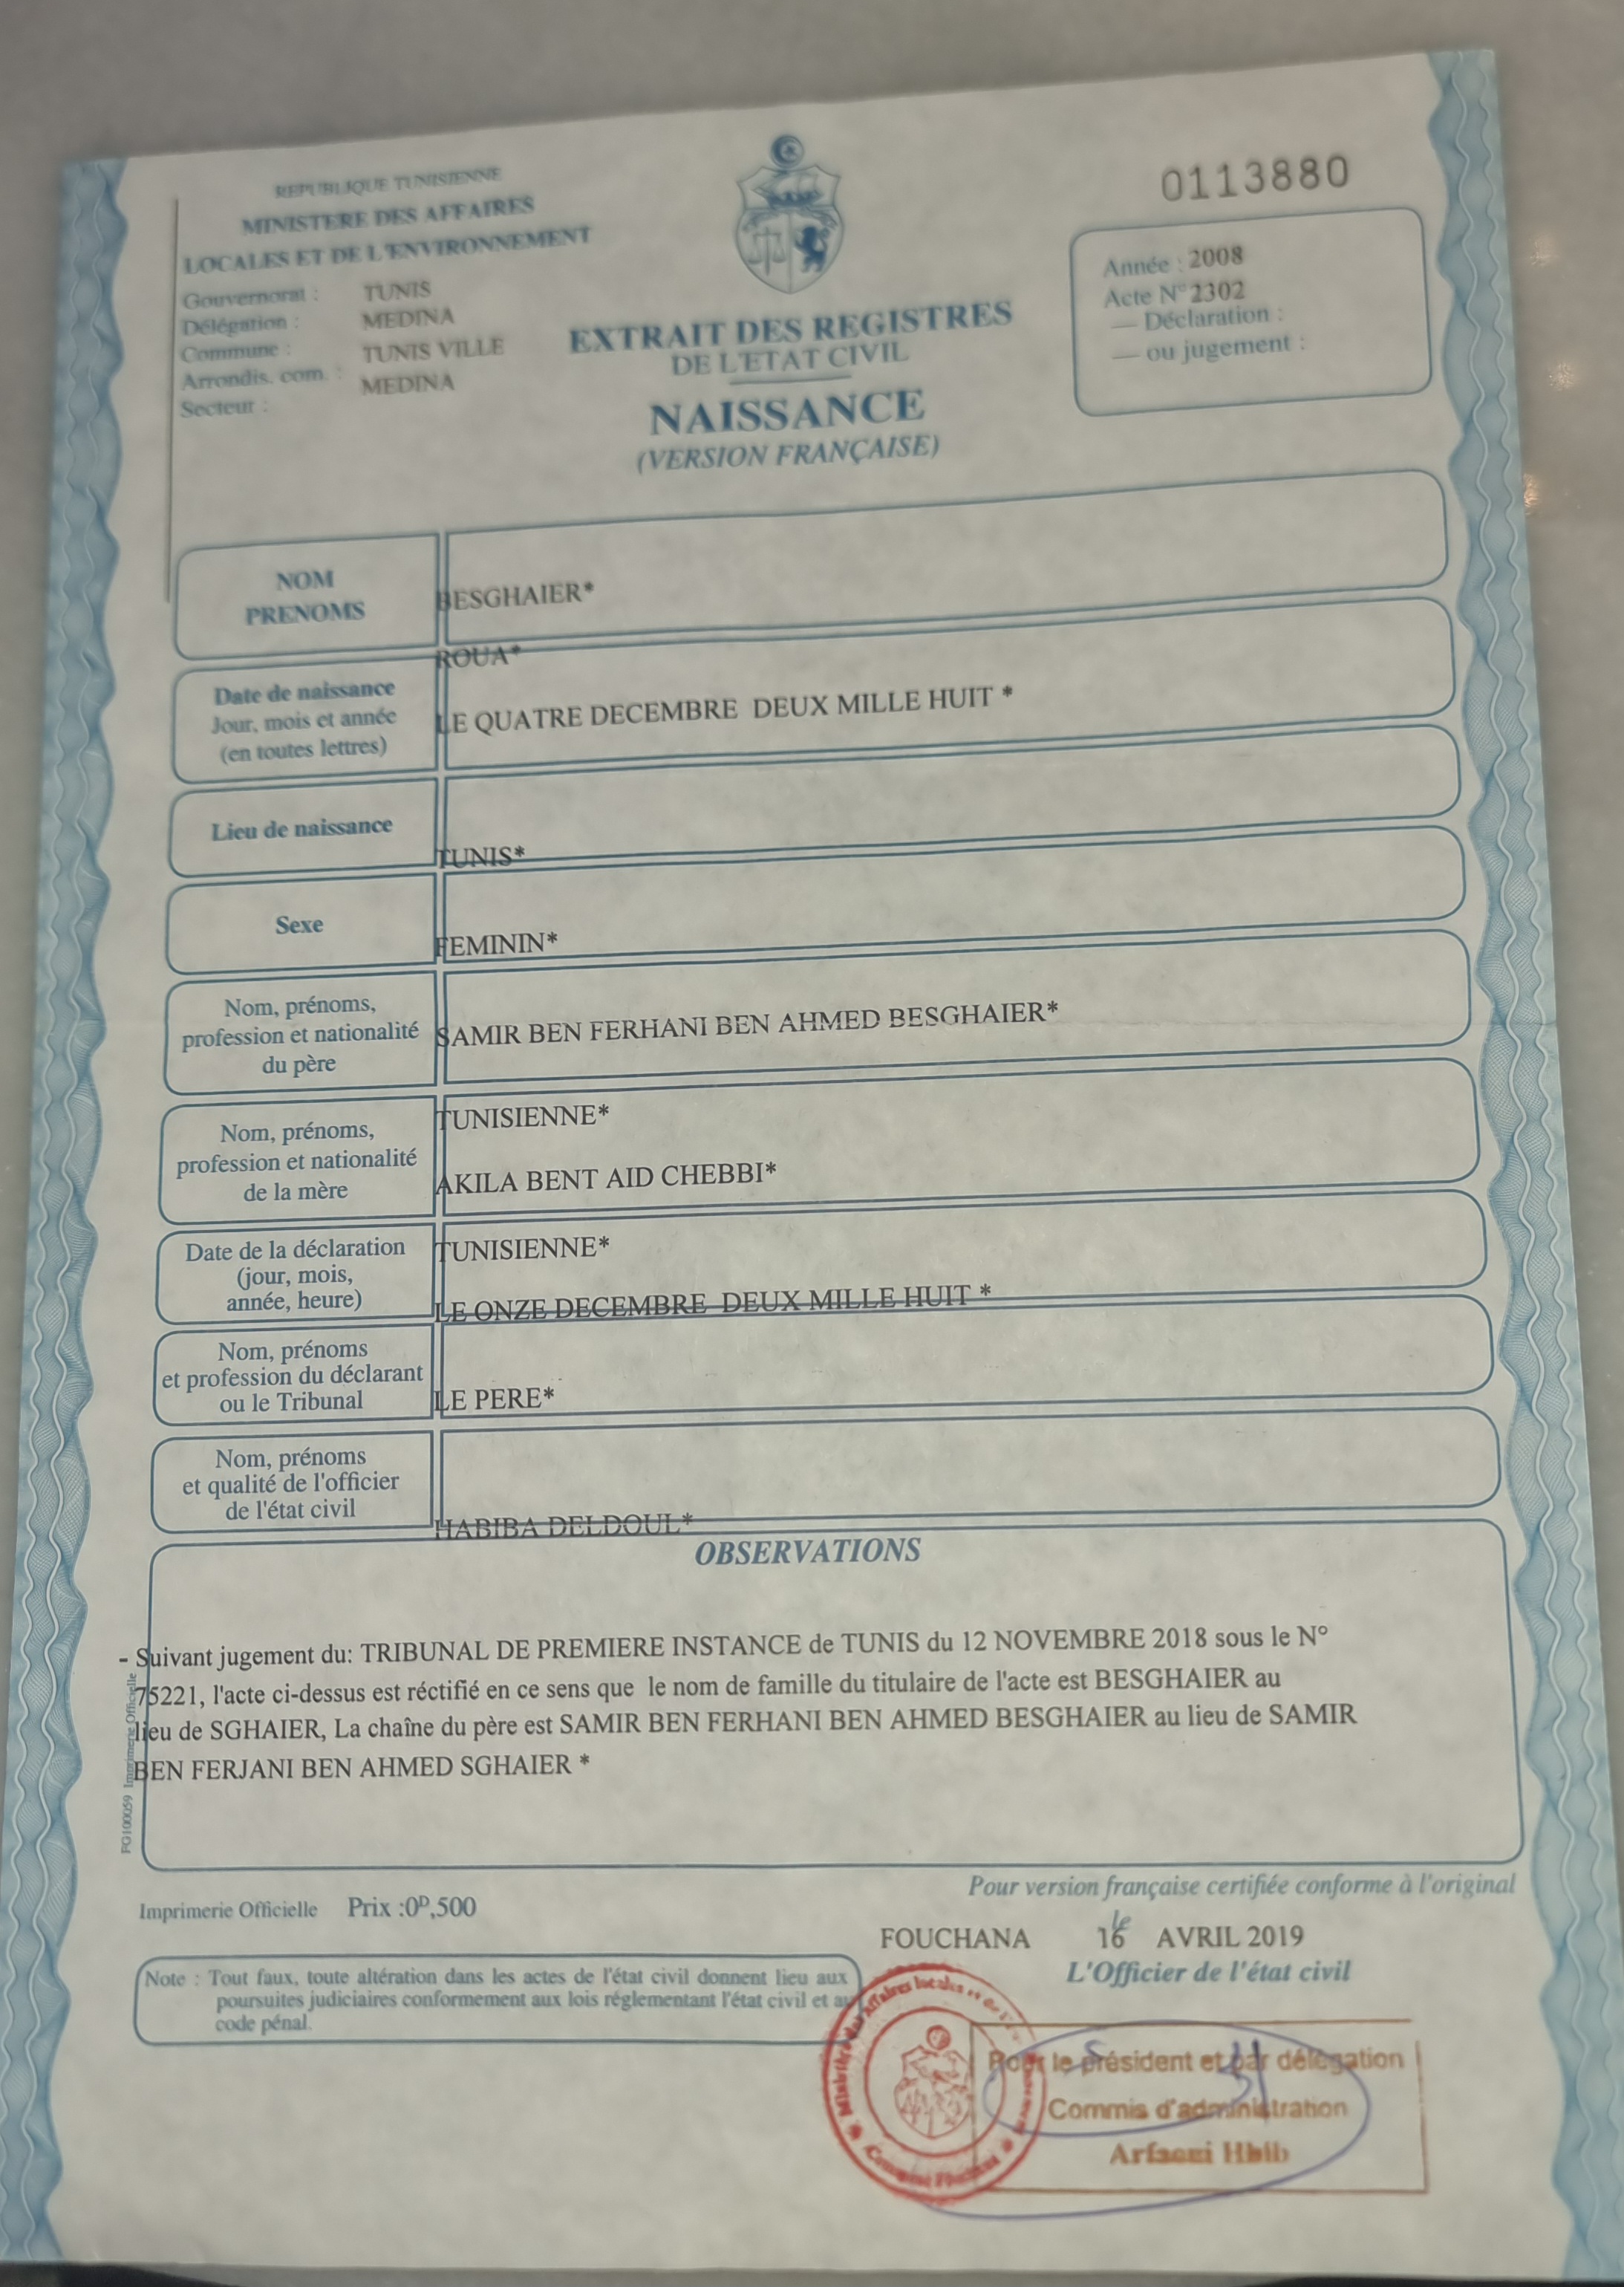 REPUBLIQUE TUNISIENNE
MINISTERE DES AFFAIRES
LOCALES ET DE L'ENVIRONNEMENT
Gouvernorat : TUNIS
Délégation : MEDINA
Commune : TUNIS VILLE
Arrondis. com. : MEDINA
Secteur :
EXTRAIT DES REGISTRES
DE L'ETAT CIVIL
NAISSANCE
(VERSION FRANÇAISE)
0113880
Année : 2008
Acte N° 2302
— Déclaration :
— ou jugement :
NOM
PRENOMS
BESGHAIER*
ROUA*
Date de naissance
Jour, mois et année
(en toutes lettres)
LE QUATRE DECEMBRE DEUX MILLE HUIT *
Lieu de naissance
TUNIS*
Sexe
FEMININ*
Nom, prénoms,
profession et nationalité
du père
SAMIR BEN FERHANI BEN AHMED BESGHAIER*
TUNISIENNE*
Nom, prénoms,
profession et nationalité
de la mère
AKILA BENT AID CHEBBI*
TUNISIENNE*
Date de la déclaration
(jour, mois,
année, heure)
LE ONZE DECEMBRE DEUX MILLE HUIT *
Nom, prénoms
et profession du déclarant
ou le Tribunal
LE PERE*
Nom, prénoms
et qualité de l'officier
de l'état civil
HABIBA DELDOUL*
OBSERVATIONS
- Suivant jugement du: TRIBUNAL DE PREMIERE INSTANCE de TUNIS du 12 NOVEMBRE 2018 sous le N°
75221, l'acte ci-dessus est réctifié en ce sens que le nom de famille du titulaire de l'acte est BESGHAIER au
lieu de SGHAIER, La chaîne du père est SAMIR BEN FERHANI BEN AHMED BESGHAIER au lieu de SAMIR
BEN FERJANI BEN AHMED SGHAIER *
FG100059 Imprimerie Officielle
Pour version française certifiée conforme à l'original
Imprimerie Officielle Prix :0D,500
FOUCHANA le 16 AVRIL 2019
L'Officier de l'état civil
Note : Tout faux, toute altération dans les actes de l'état civil donnent lieu aux
poursuites judiciaires conformement aux lois réglementant l'état civil et au
code pénal.
Pour le président et par délégation
Commis d'administration
Arfaoui Hbib